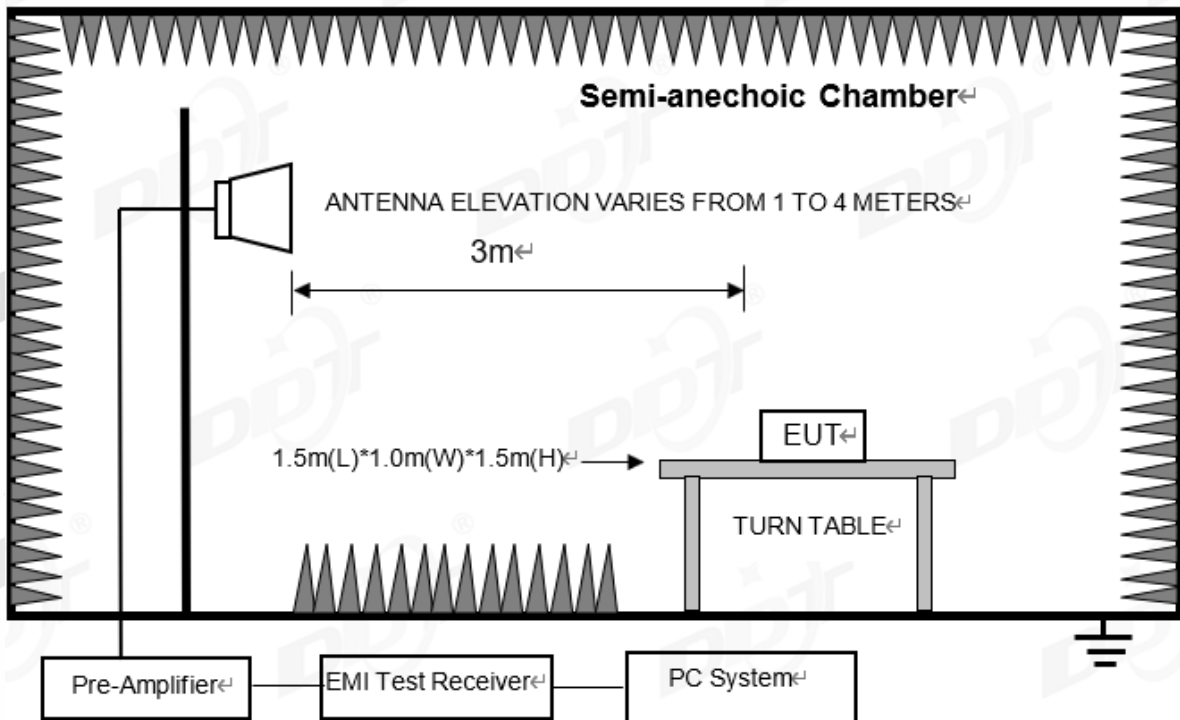 Semi-anechoic Chamber↵
ANTENNA ELEVATION VARIES FROM 1 TO 4 METERS↵
3m↵
EUT↵
1.5m(L)*1.0m(W)*1.5m(H)↵
TURN TABLE↵
Pre-Amplifier↵
EMI Test Receiver↵
PC System↵
DDT
®